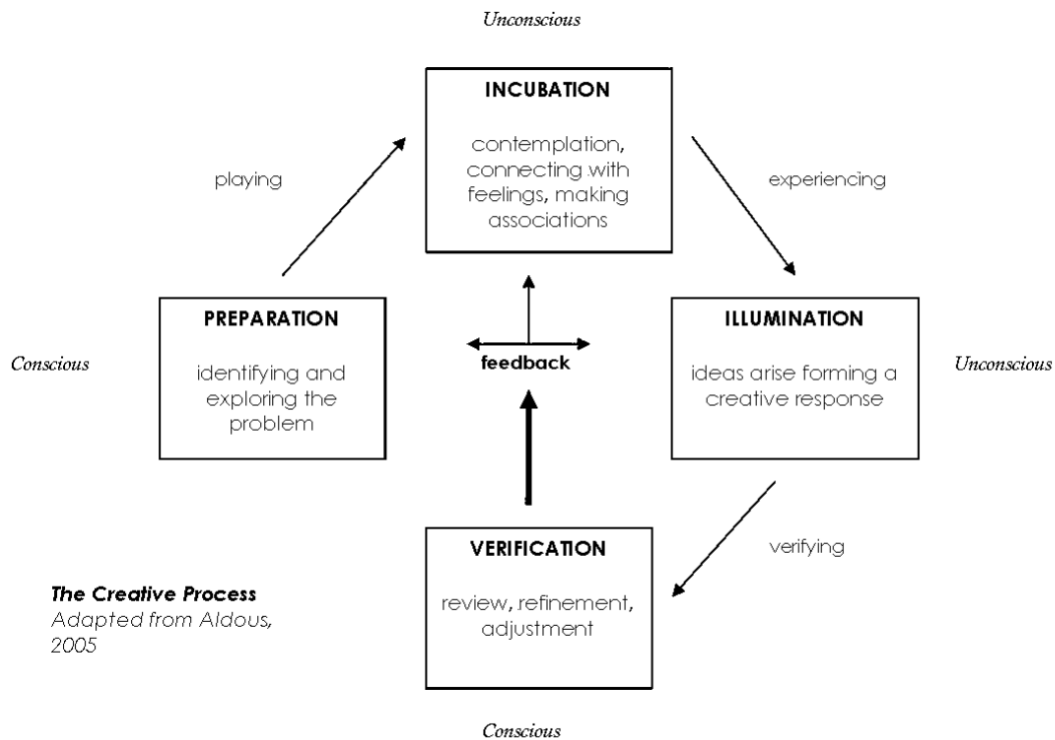 Unconscious
INCUBATION
contemplation,
connecting with
feelings, making
associations
playing
experiencing
PREPARATION
identifying and
exploring the
problem
Conscious
feedback
ILLUMINATION
ideas arise forming a
creative response
Unconscious
verifying
VERIFICATION
review, refinement,
adjustment
The Creative Process
Adapted from Aldous,
2005
Conscious